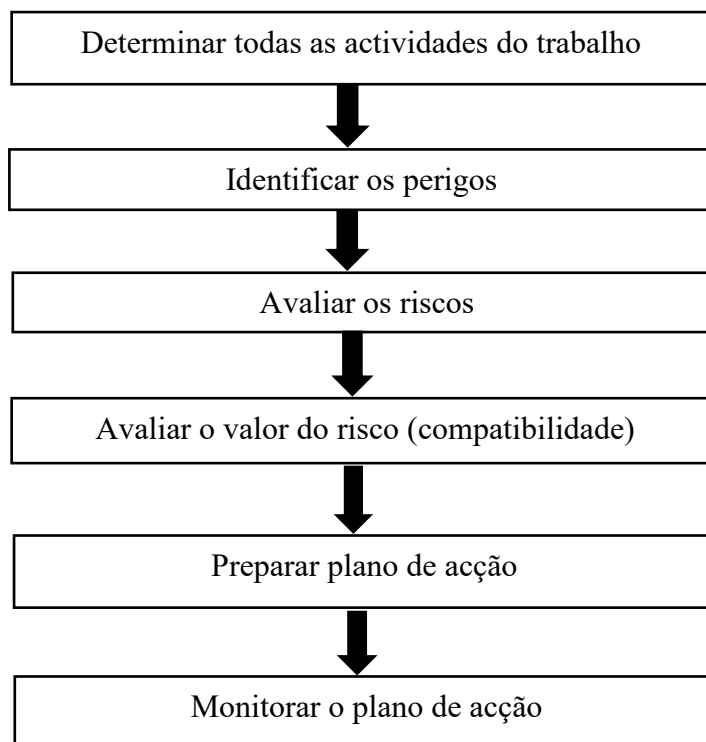 Determinar todas as actividades do trabalho
Identificar os perigos
Avaliar os riscos
Avaliar o valor do risco (compatibilidade)
Preparar plano de acção
Monitorar o plano de acção